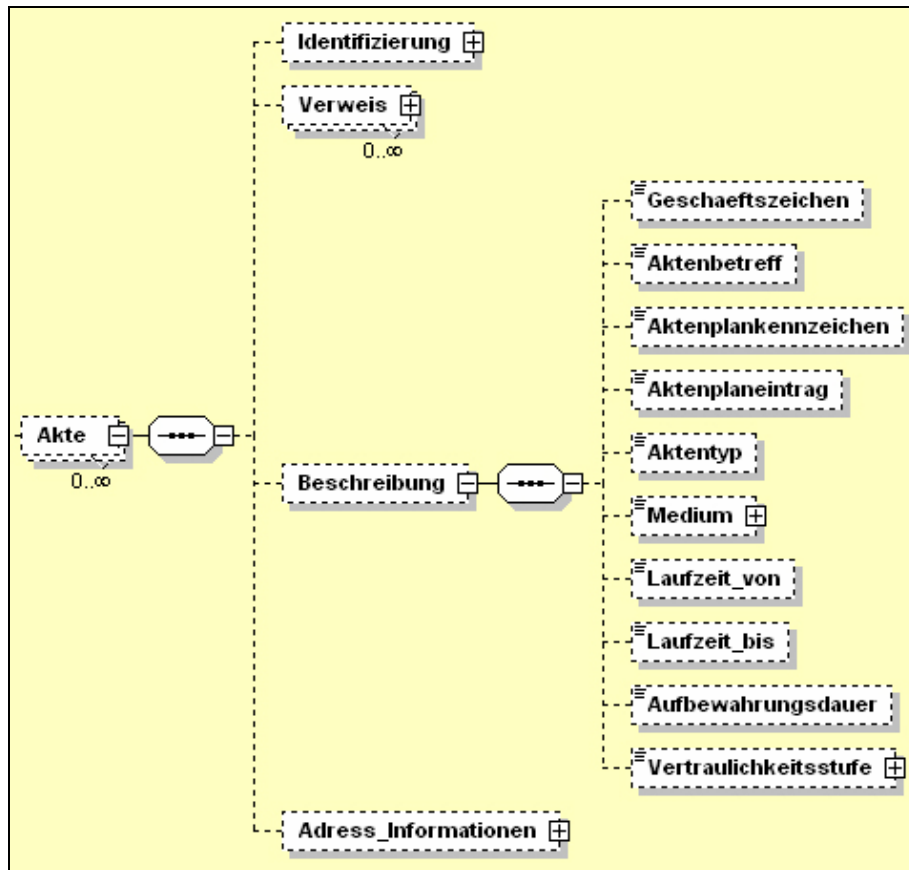 Identifizierung
Verweis
0..∞
Geschaeftszeichen
Aktenbetreff
Aktenplankennzeichen
Aktenplaneintrag
Akte
0..∞
Beschreibung
Aktentyp
Medium
Laufzeit_von
Laufzeit_bis
Aufbewahrungsdauer
Vertraulichkeitsstufe
Adress_Informationen